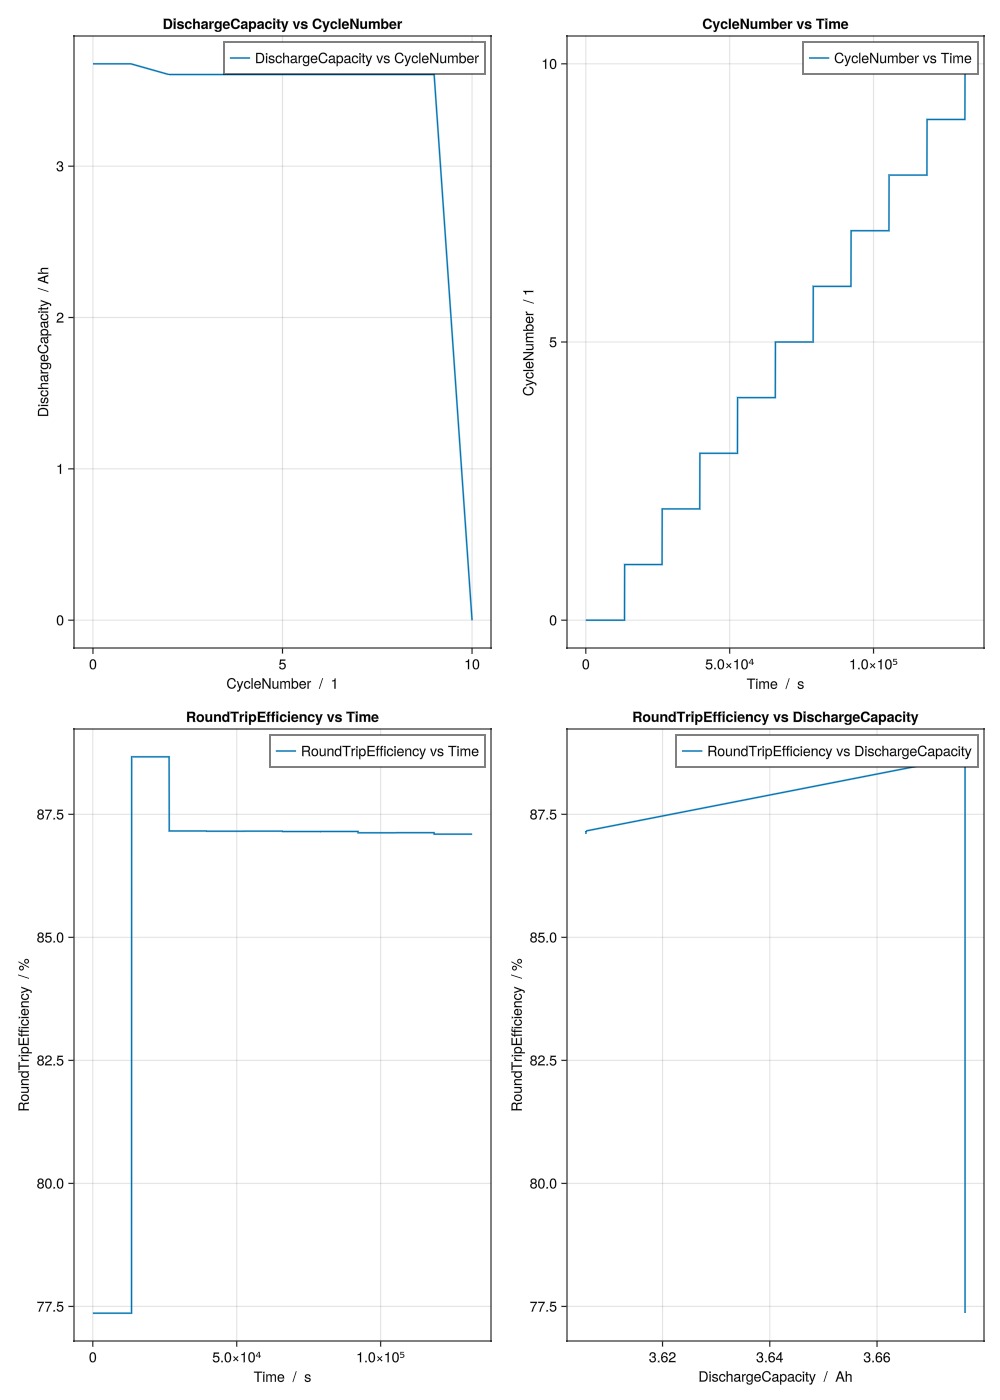 DischargeCapacity vs CycleNumber
DischargeCapacity vs CycleNumber
3
2
1
0
DischargeCapacity / Ah
0 5 10
CycleNumber / 1
CycleNumber vs Time
CycleNumber vs Time
10
5
0
CycleNumber / 1
0 5.0×10⁴ 1.0×10⁵
Time / s
RoundTripEfficiency vs Time
RoundTripEfficiency vs Time
87.5
85.0
82.5
80.0
77.5
RoundTripEfficiency / %
0 5.0×10⁴ 1.0×10⁵
Time / s
RoundTripEfficiency vs DischargeCapacity
RoundTripEfficiency vs DischargeCapacity
87.5
85.0
82.5
80.0
77.5
RoundTripEfficiency / %
3.62 3.64 3.66
DischargeCapacity / Ah